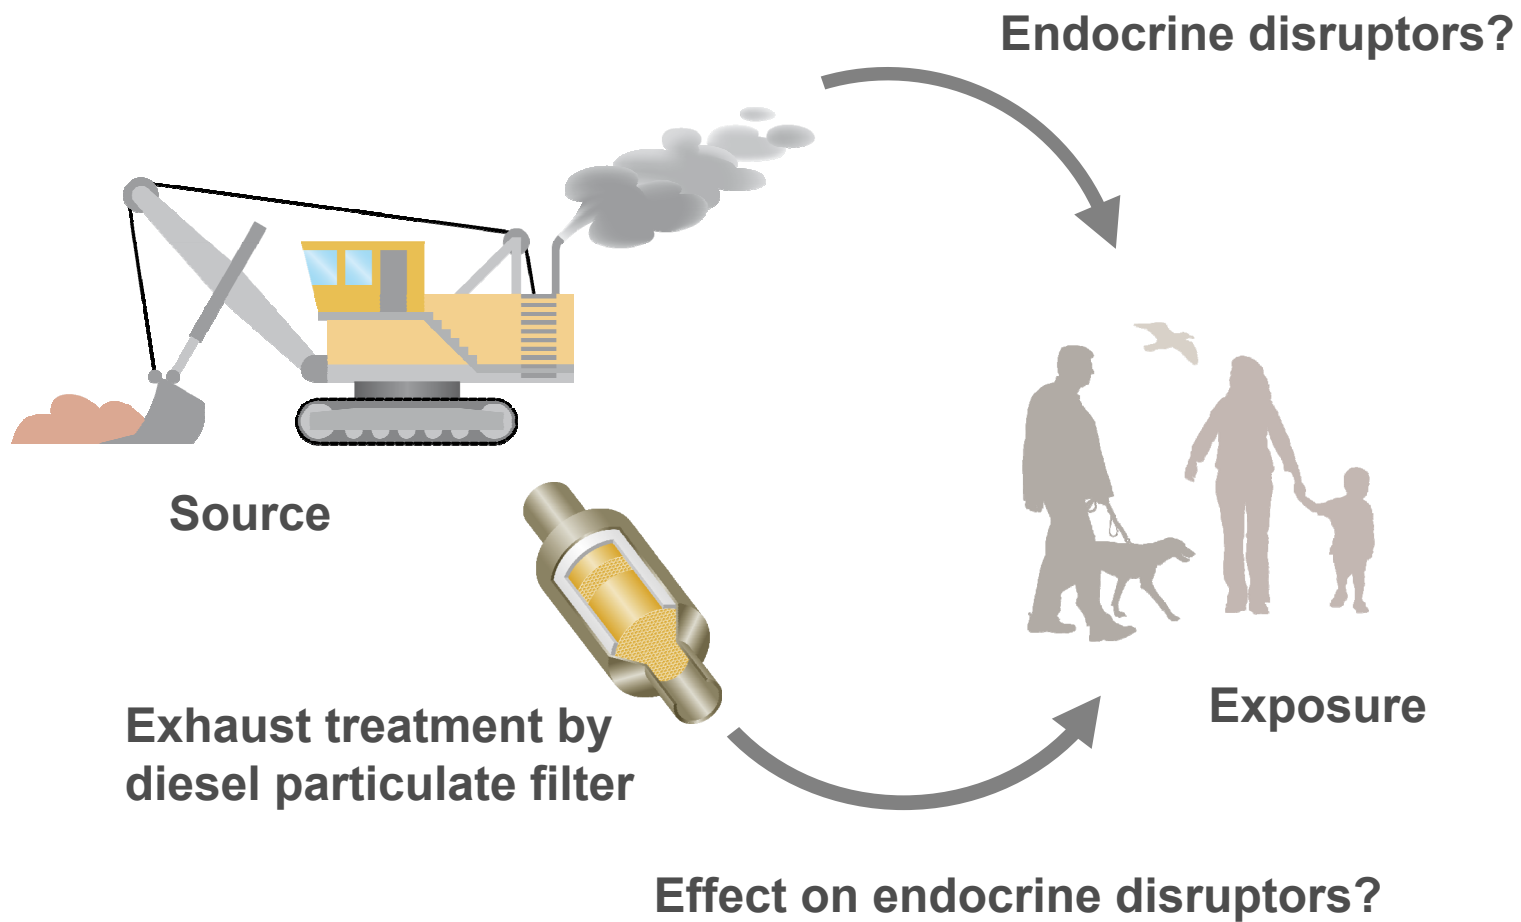 Endocrine disruptors?
Source
Exhaust treatment by
diesel particulate filter
Exposure
Effect on endocrine disruptors?